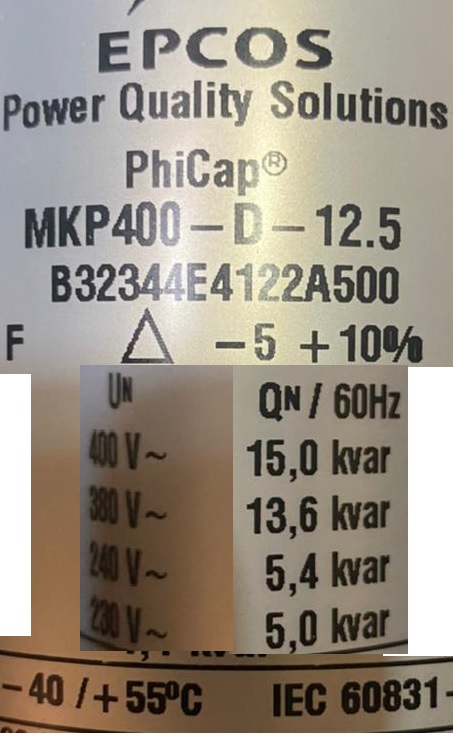 EPCOS
Power Quality Solutions
PhiCap®
MKP400-D-12.5
B32344E4122A500
F △ -5 +10%
UN QN / 60Hz
400 V~ 15,0 kvar
380 V~ 13,6 kvar
240 V~ 5,4 kvar
230 V~ 5,0 kvar
-40 /+55ºC IEC 60831-